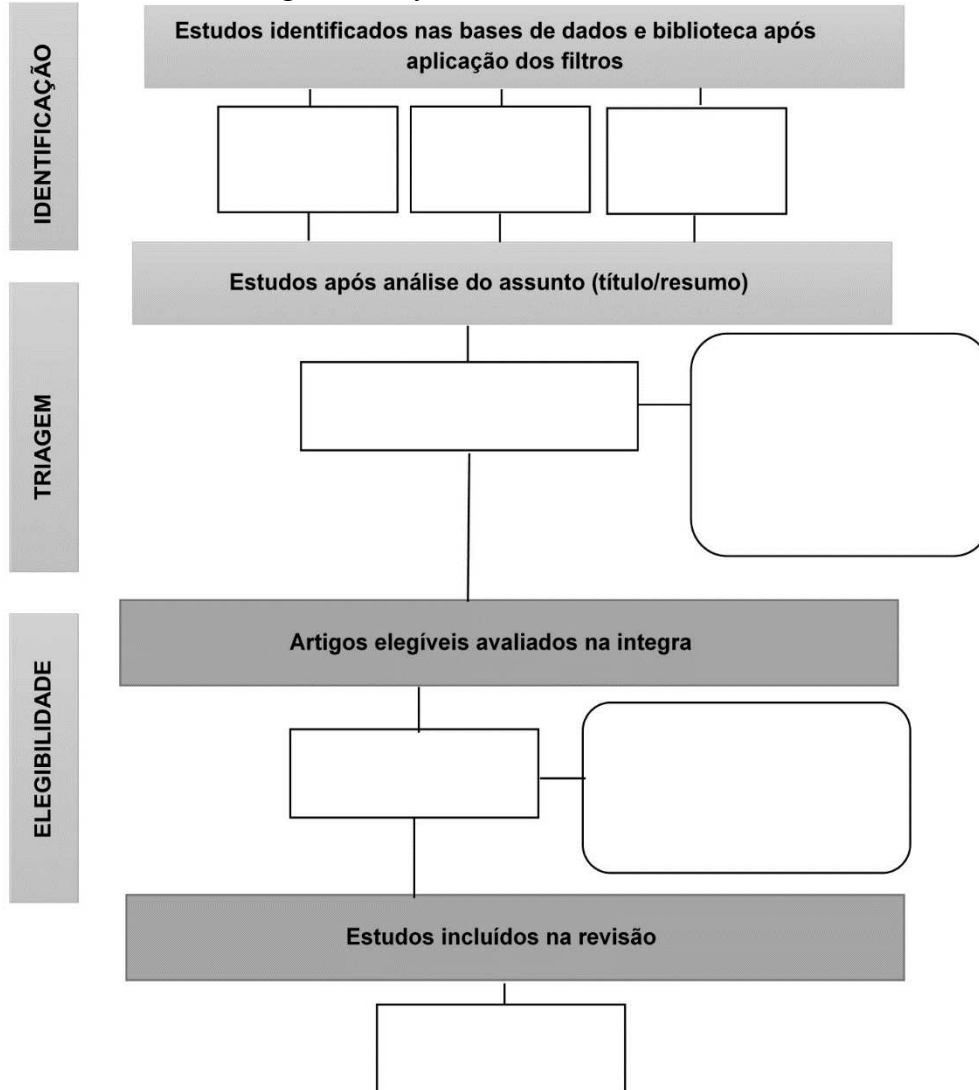 Estudos identificados nas bases de dados e biblioteca após
aplicação dos filtros
IDENTIFICAÇÃO
Estudos após análise do assunto (título/resumo)
TRIAGEM
Artigos elegíveis avaliados na integra
ELEGIBILIDADE
Estudos incluídos na revisão